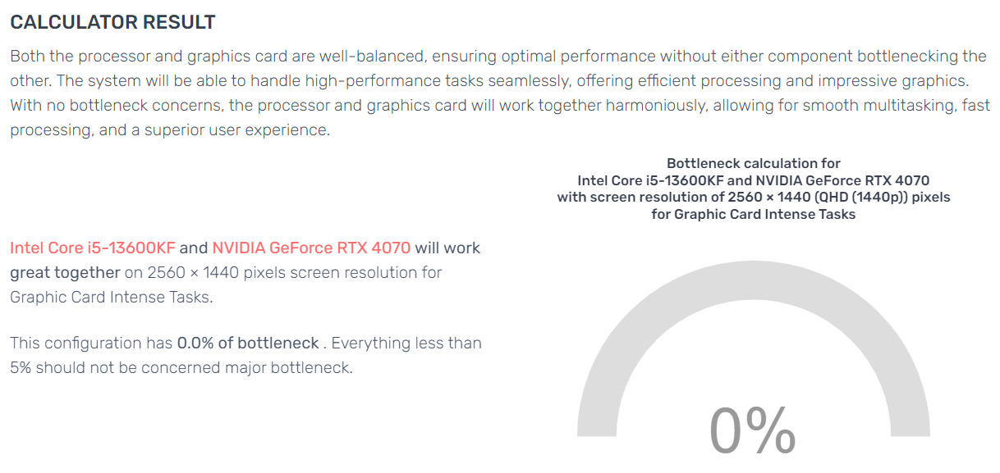 CALCULATOR RESULT
Both the processor and graphics card are well-balanced, ensuring optimal performance without either component bottlenecking the
other. The system will be able to handle high-performance tasks seamlessly, offering efficient processing and impressive graphics.
With no bottleneck concerns, the processor and graphics card will work together harmoniously, allowing for smooth multitasking, fast
processing, and a superior user experience.
Intel Core i5-13600KF and NVIDIA GeForce RTX 4070 will work
great together on 2560 × 1440 pixels screen resolution for
Graphic Card Intense Tasks.
This configuration has 0.0% of bottleneck . Everything less than
5% should not be concerned major bottleneck.
Bottleneck calculation for
Intel Core i5-13600KF and NVIDIA GeForce RTX 4070
with screen resolution of 2560 × 1440 (QHD (1440p)) pixels
for Graphic Card Intense Tasks
0%